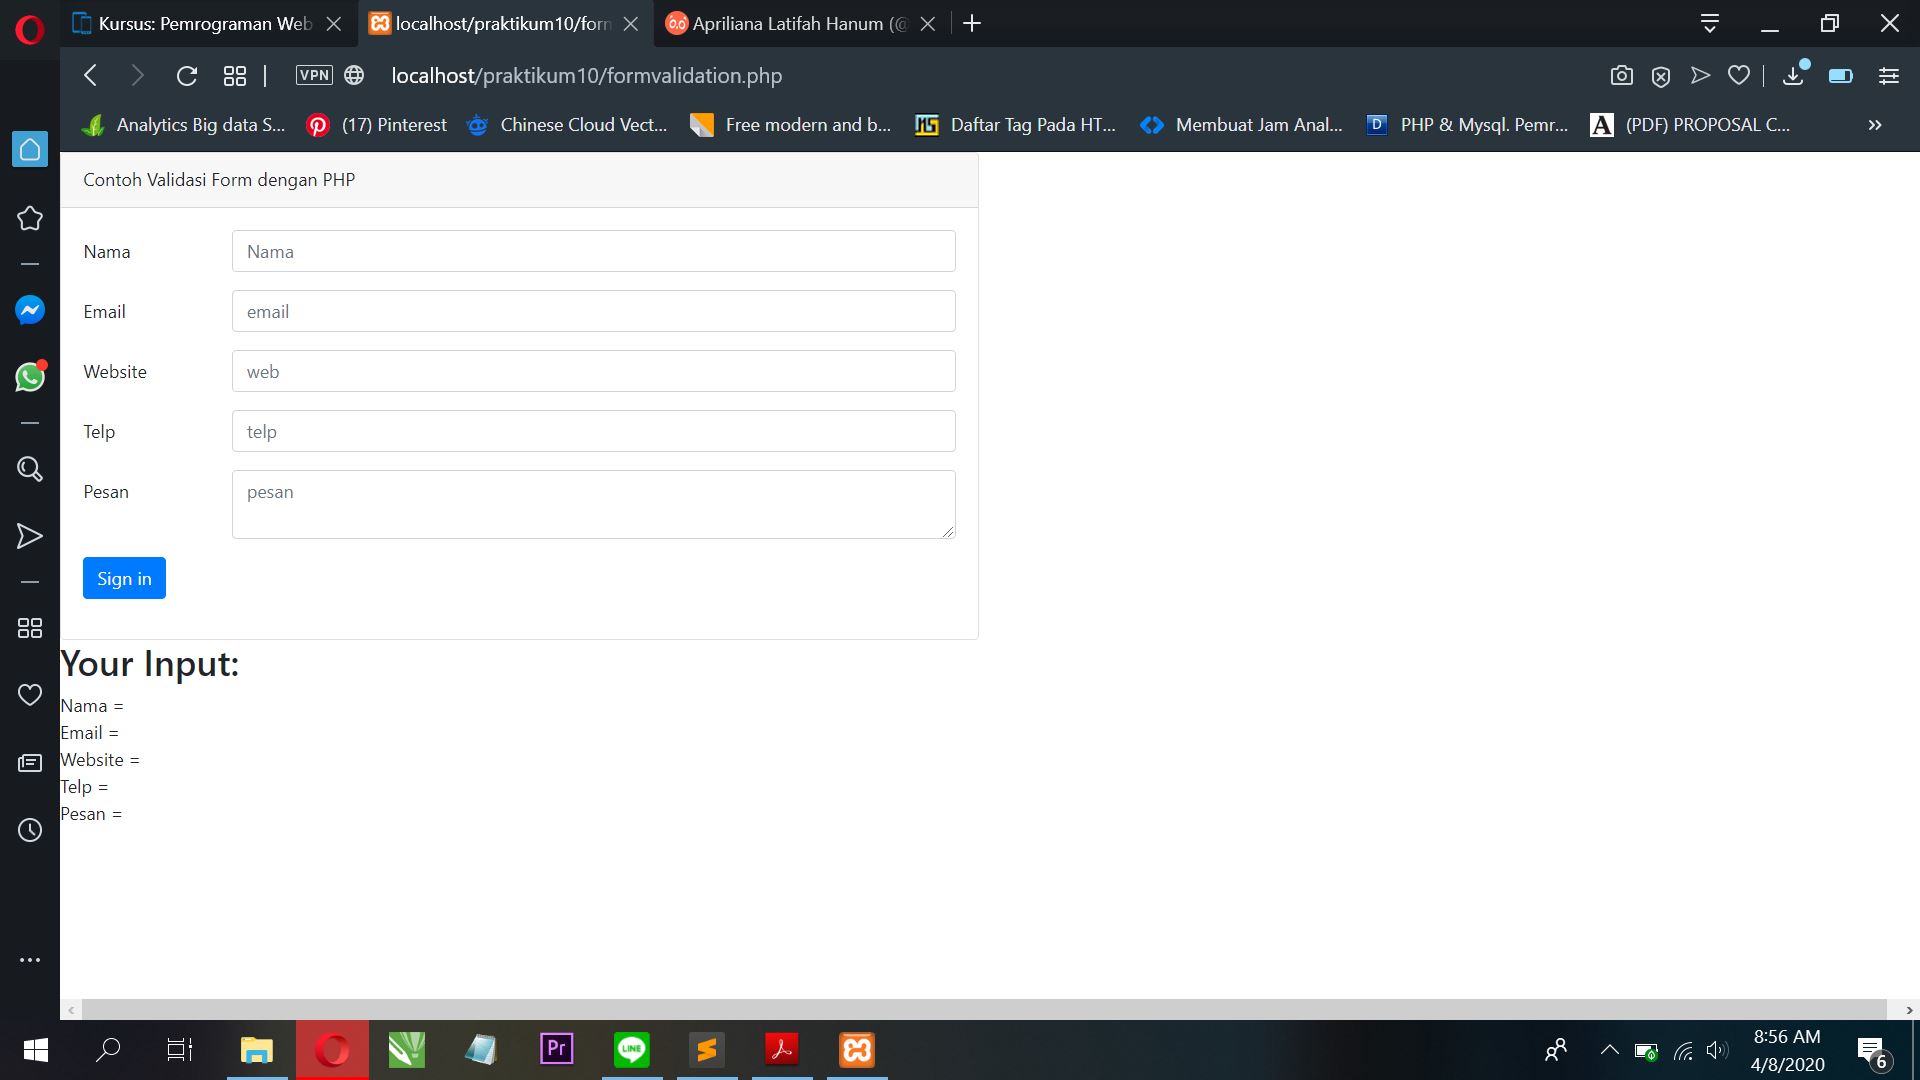 Kursus: Pemrograman Web
localhost/praktikum10/form
Apriliana Latifah Hanum (@
VPN
localhost/praktikum10/formvalidation.php
Analytics Big data S...
(17) Pinterest
Chinese Cloud Vect...
Free modern and b...
Daftar Tag Pada HT...
Membuat Jam Anal...
D
PHP & Mysql. Pemr...
A
(PDF) PROPOSAL C...
Contoh Validasi Form dengan PHP
Nama
Nama
Email
email
Website
web
Telp
telp
Pesan
pesan
Sign in
Your Input:
Nama =
Email =
Website =
Telp =
Pesan =
Pr
LINE
8:56 AM
4/8/2020
6